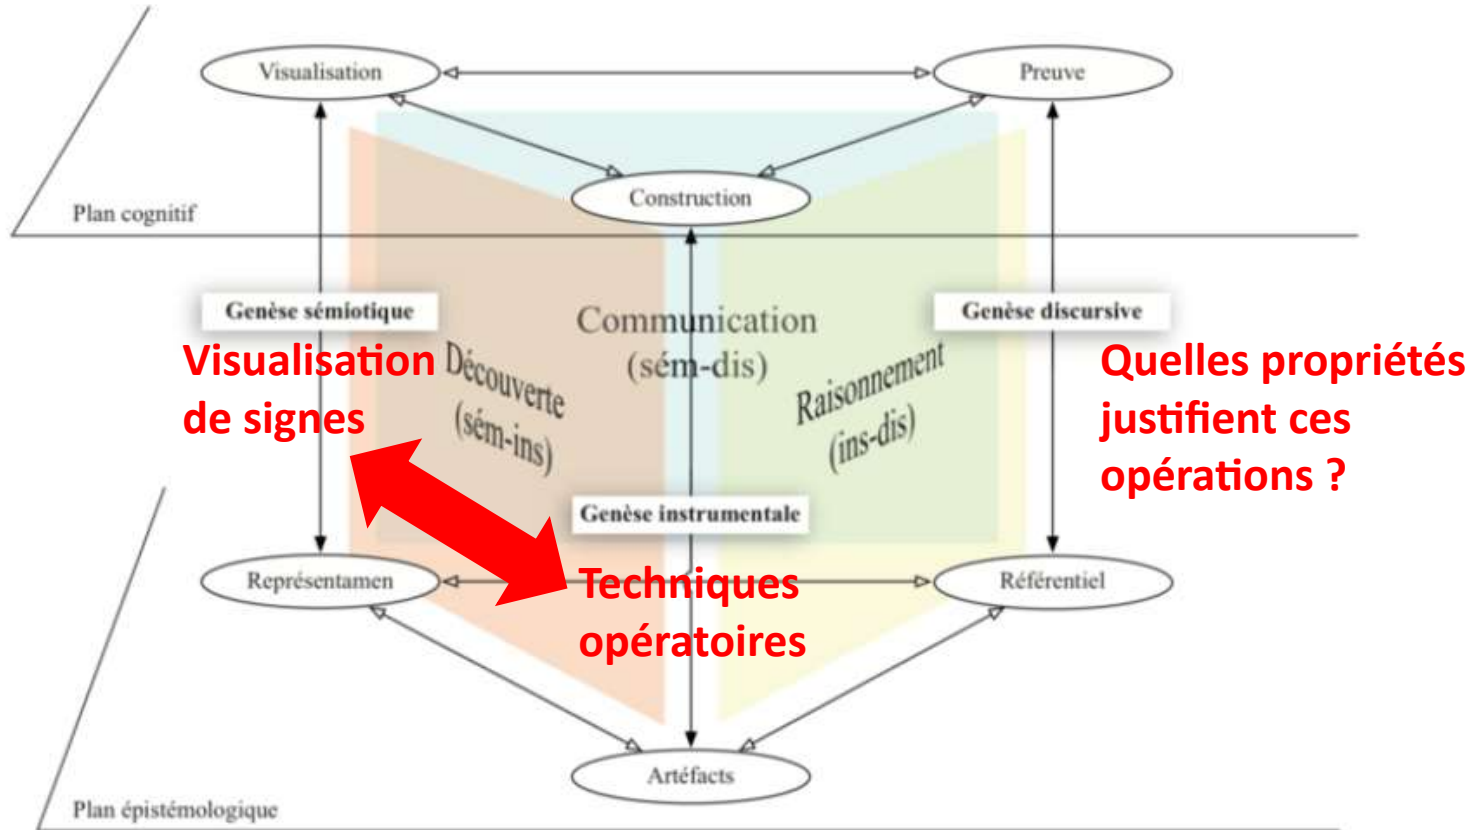 Visualisation
Preuve
Construction
Plan cognitif
Genèse sémiotique
Communication
(sém-dis)
Genèse discursive
Visualisation
de signes
Découverte
(sém-ins)
Raisonnement
(ins-dis)
Quelles propriétés
justifient ces
opérations ?
Genèse instrumentale
Représentamen
Techniques
opératoires
Référentiel
Artéfacts
Plan épistémologique